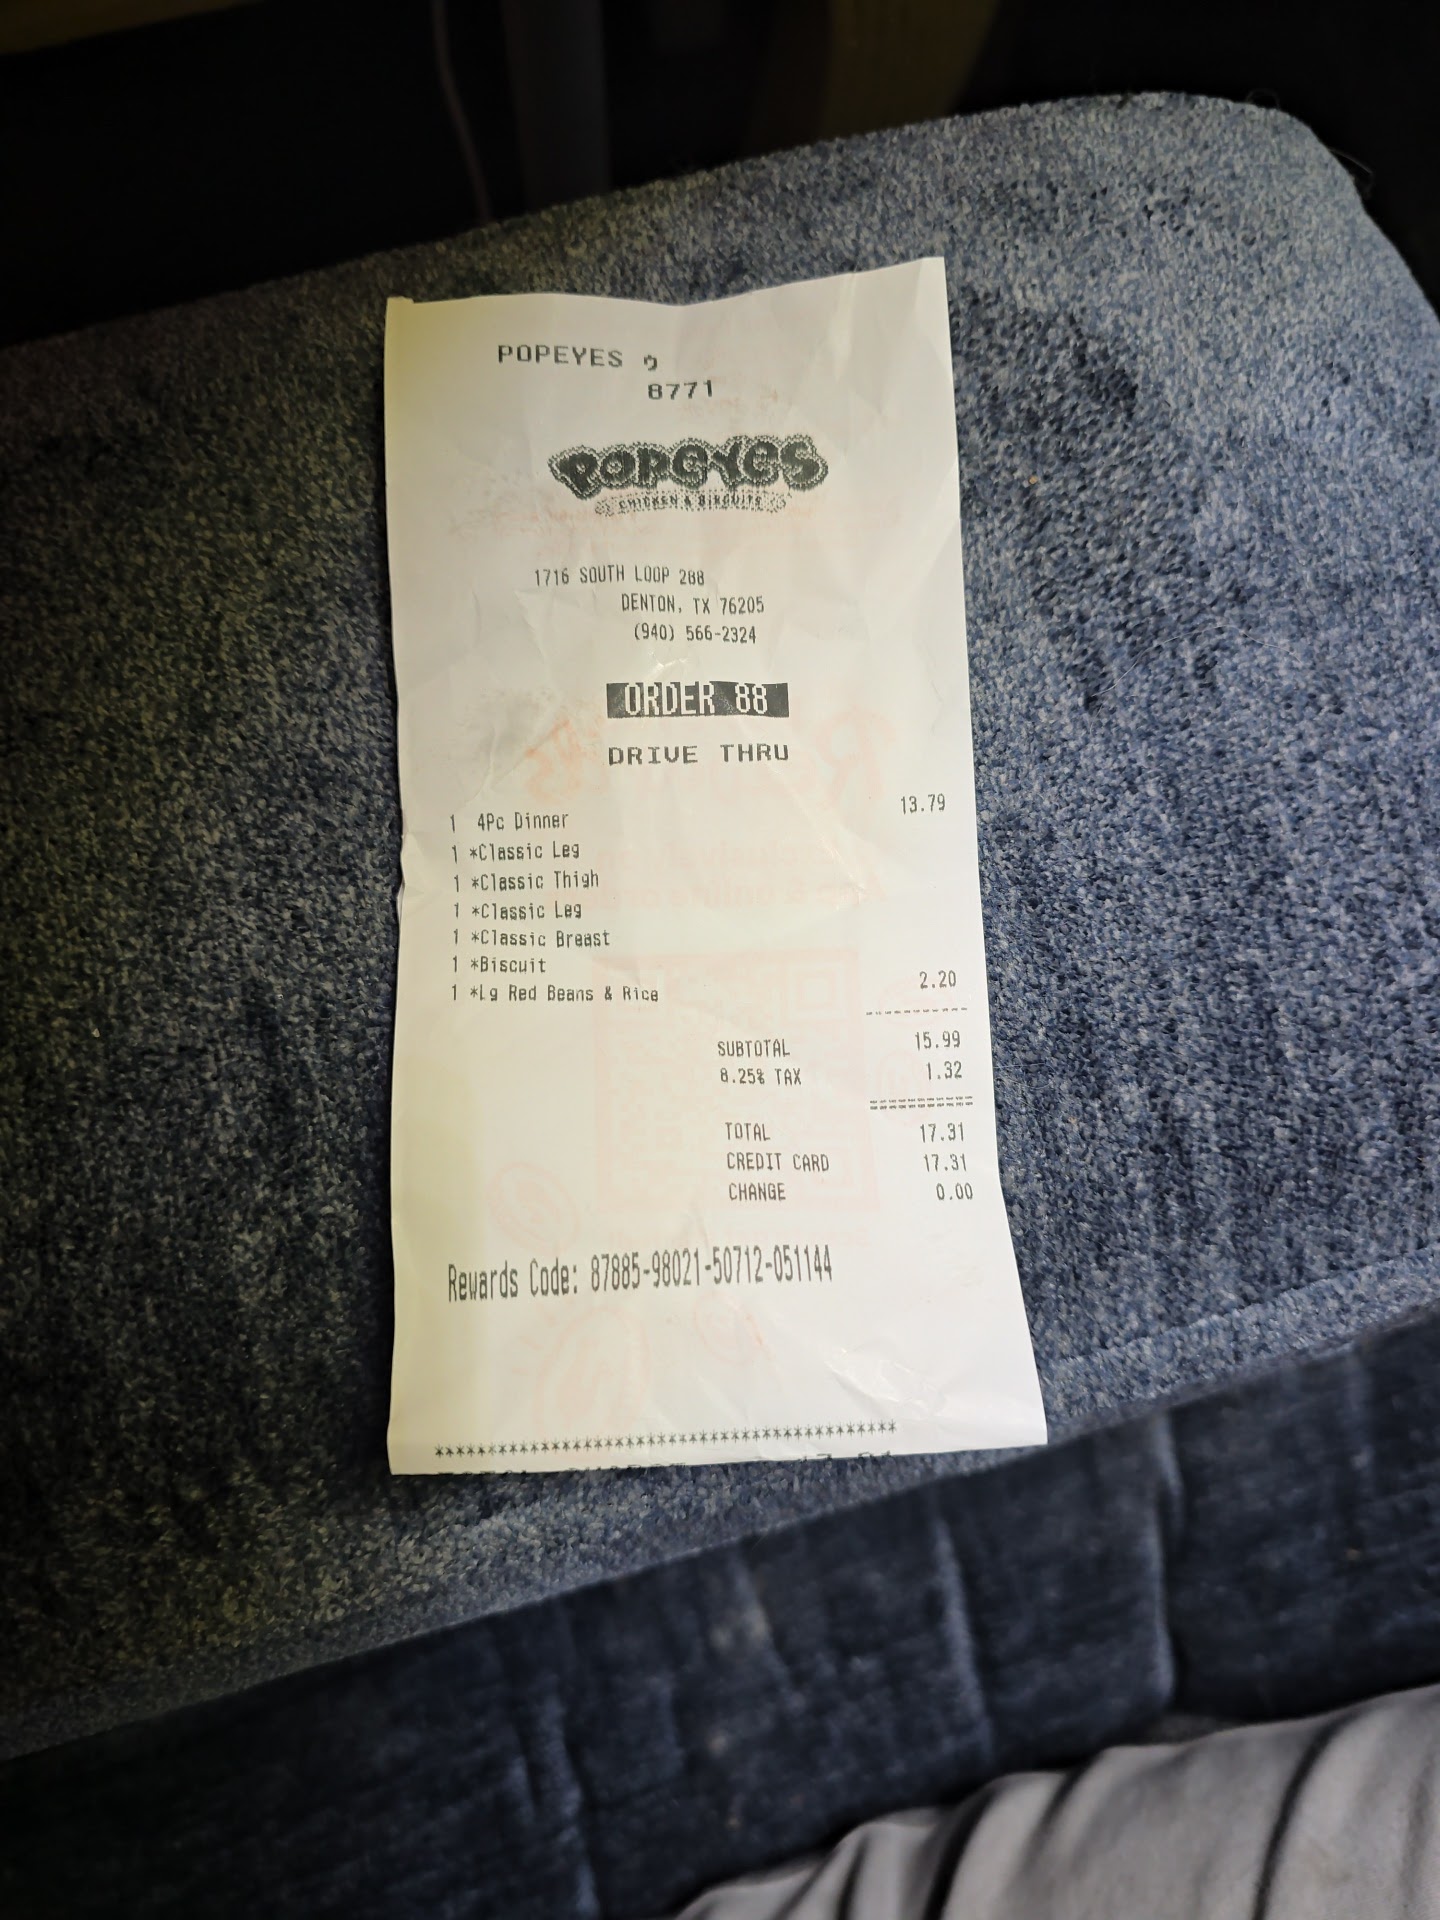 POPEYES
8771
POPEYES
CHICKEN & BISCUITS
1716 SOUTH LOOP 288
DENTON, TX 76205
(940) 566-2324
ORDER 88
DRIVE THRU
1 4Pc Dinner 13.79
1 *Classic Leg
1 *Classic Thigh
1 *Classic Leg
1 *Classic Breast
1 *Biscuit
1 *Lg Red Beans & Rice 2.20
----------
SUBTOTAL 15.99
8.25% TAX 1.32
==========
TOTAL 17.31
CREDIT CARD 17.31
CHANGE 0.00
Rewards Code: 87885-98021-50712-051144
****************************************